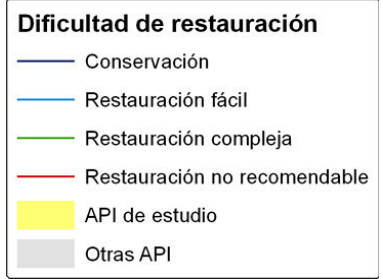 Dificultad de restauración
Conservación
Restauración fácil
Restauración compleja
Restauración no recomendable
API de estudio
Otras API